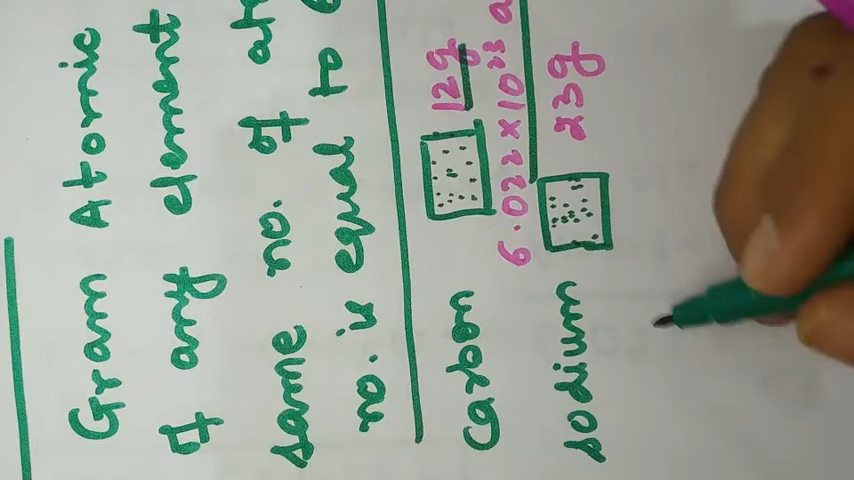 Gram Atomic
of any element
same no. of
no. is equal to
Carbon 12g
6.022 × 10²³
sodium 23g